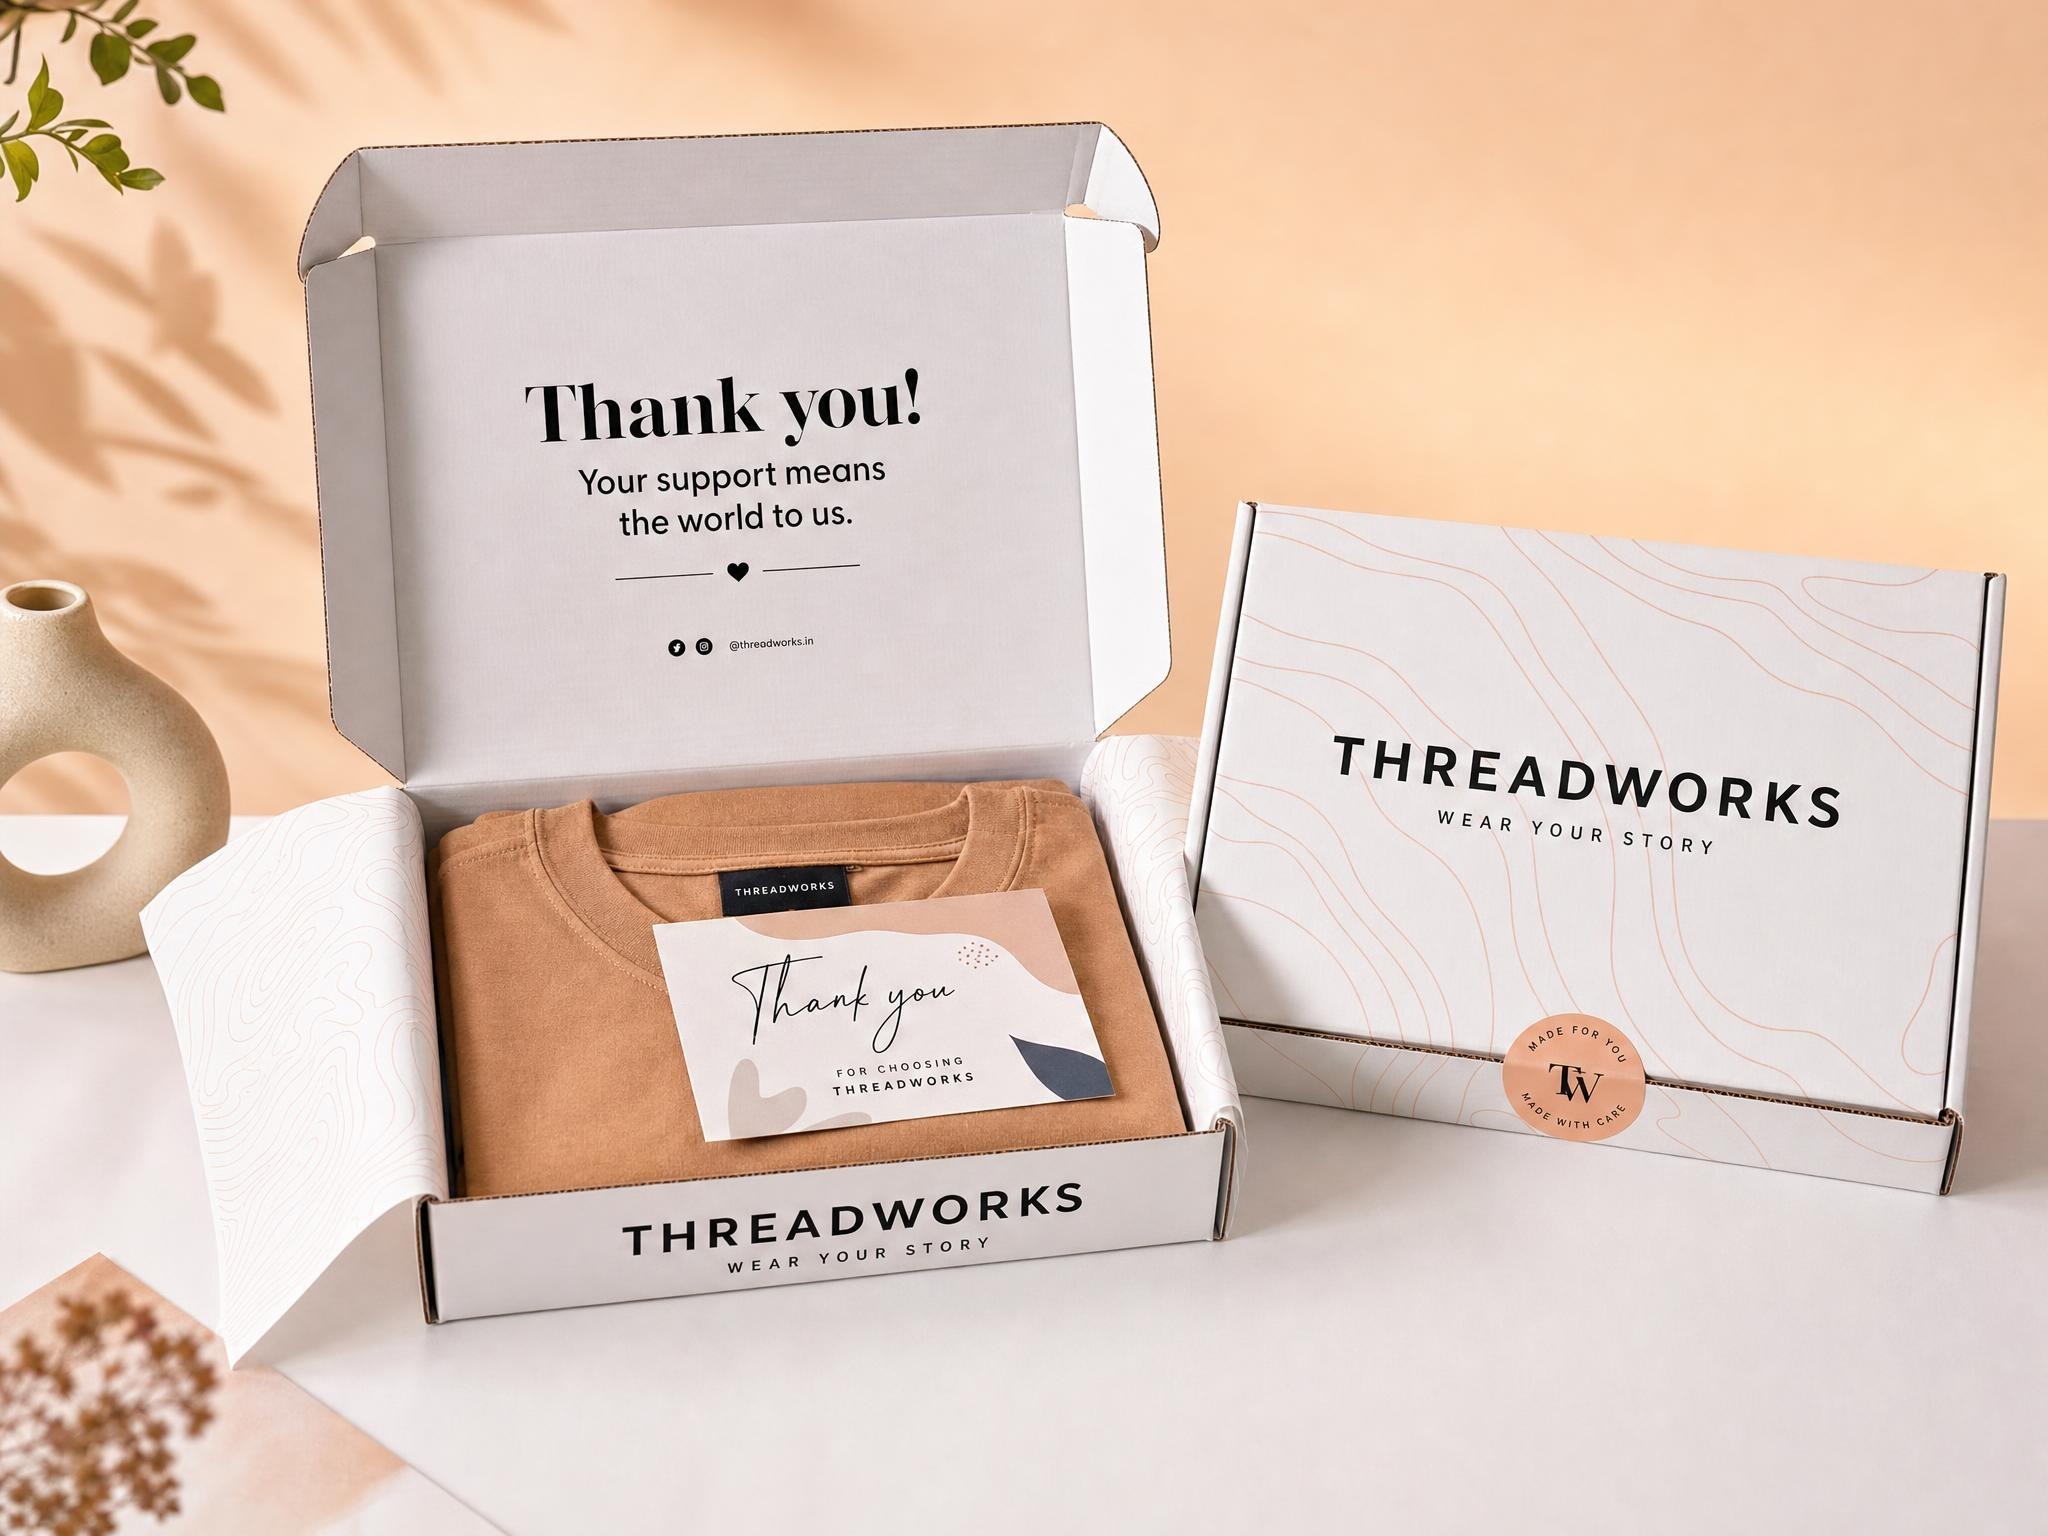 Thank you!
Your support means
the world to us.
@threadworks.in
THREADWORKS
Thank you
FOR CHOOSING
THREADWORKS
THREADWORKS
WEAR YOUR STORY
THREADWORKS
WEAR YOUR STORY
MADE FOR YOU
TW
MADE WITH CARE